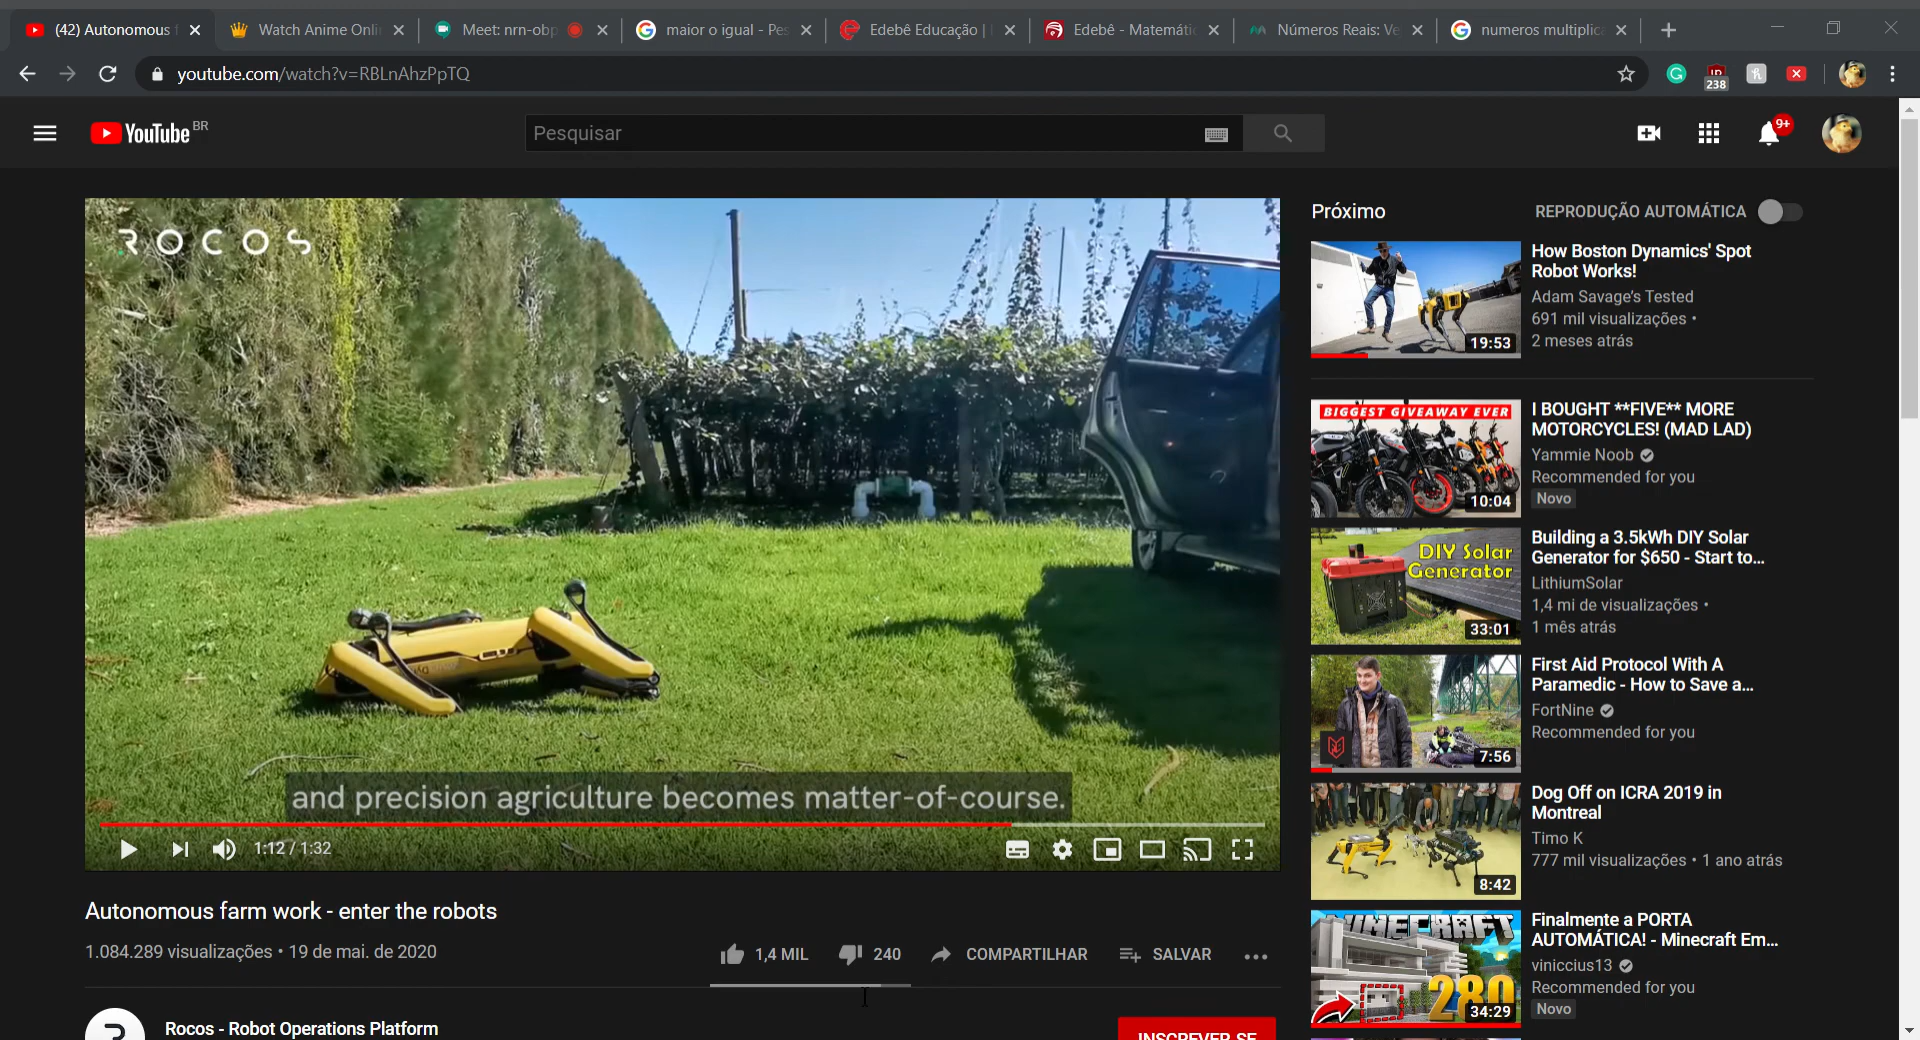 (42) Autonomous
Watch Anime Onli
Meet: nrn-obp
maior o igual - Pes
Edebê Educação |
Edebê - Matemátic
Números Reais: Ve
numeros multiplica
youtube.com/watch?v=RBLnAhzPpTQ
238
YouTube BR
Pesquisar
9+
ROCOS
and precision agriculture becomes matter-of-course.
1:12 / 1:32
Autonomous farm work - enter the robots
1.084.289 visualizações • 19 de mai. de 2020
1,4 MIL
240
COMPARTILHAR
SALVAR
Rocos - Robot Operations Platform
INSCREVER-SE
Próximo
REPRODUÇÃO AUTOMÁTICA
19:53
How Boston Dynamics' Spot
Robot Works!
Adam Savage's Tested
691 mil visualizações •
2 meses atrás
BIGGEST GIVEAWAY EVER
10:04
I BOUGHT **FIVE** MORE
MOTORCYCLES! (MAD LAD)
Yammie Noob
Recommended for you
Novo
DIY Solar
Generator
33:01
Building a 3.5kWh DIY Solar
Generator for $650 - Start to...
LithiumSolar
1,4 mi de visualizações •
1 mês atrás
7:56
First Aid Protocol With A
Paramedic - How to Save a...
FortNine
Recommended for you
8:42
Dog Off on ICRA 2019 in
Montreal
Timo K
777 mil visualizações • 1 ano atrás
MINECRAFT
280
34:29
Finalmente a PORTA
AUTOMÁTICA! - Minecraft Em...
viniccius13
Recommended for you
Novo